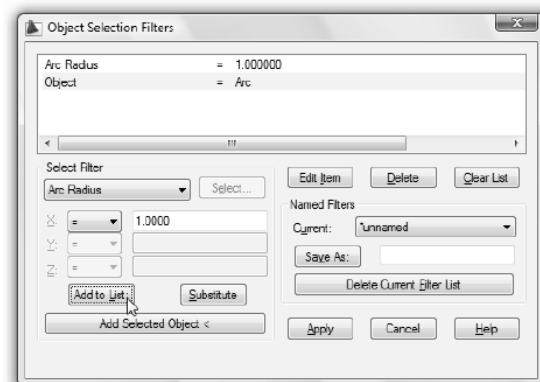 Object Selection Filters
Arc Radius = 1.000000
Object = Arc
Select Filter
Arc Radius
Select...
X: = 1.0000
Y: =
Z: =
Add to List:
Substitute
Add Selected Object <
Edit Item
Delete
Clear List
Named Filters
Current: *unnamed
Save As:
Delete Current Filter List
Apply
Cancel
Help